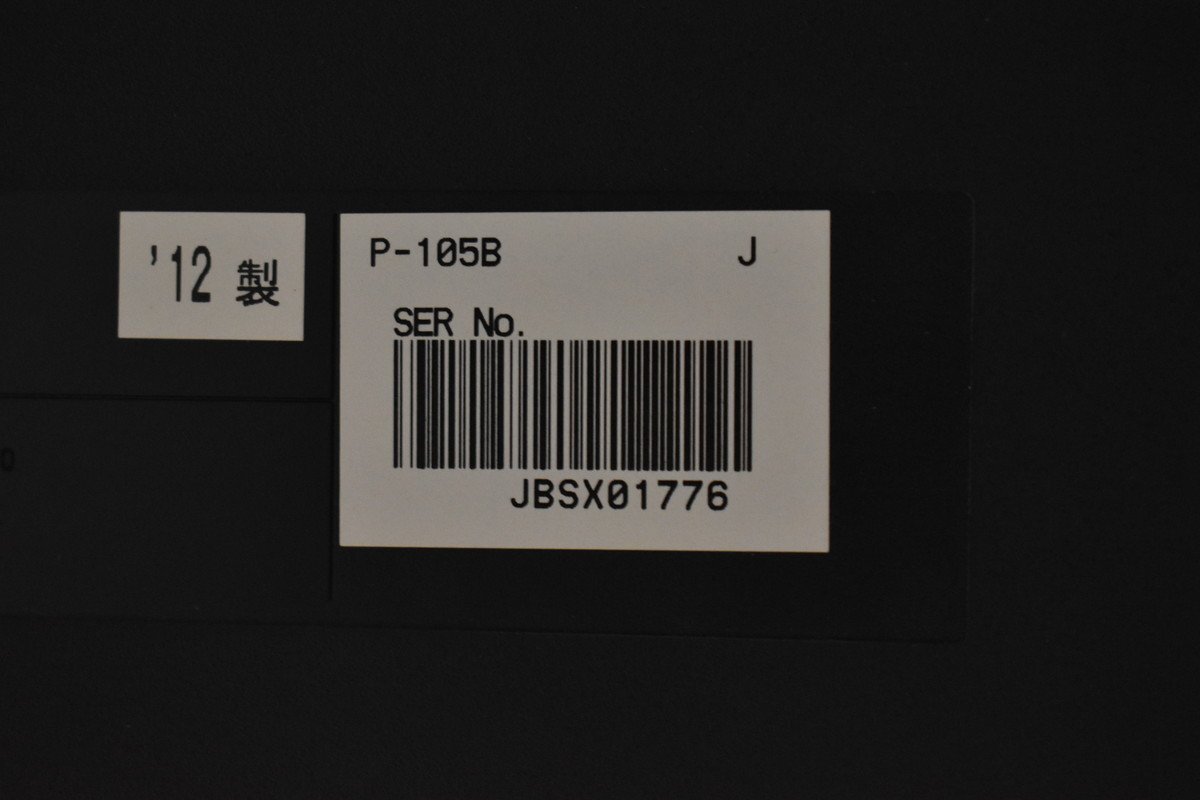 '12 製
P-105B J
SER No.
JBSX01776